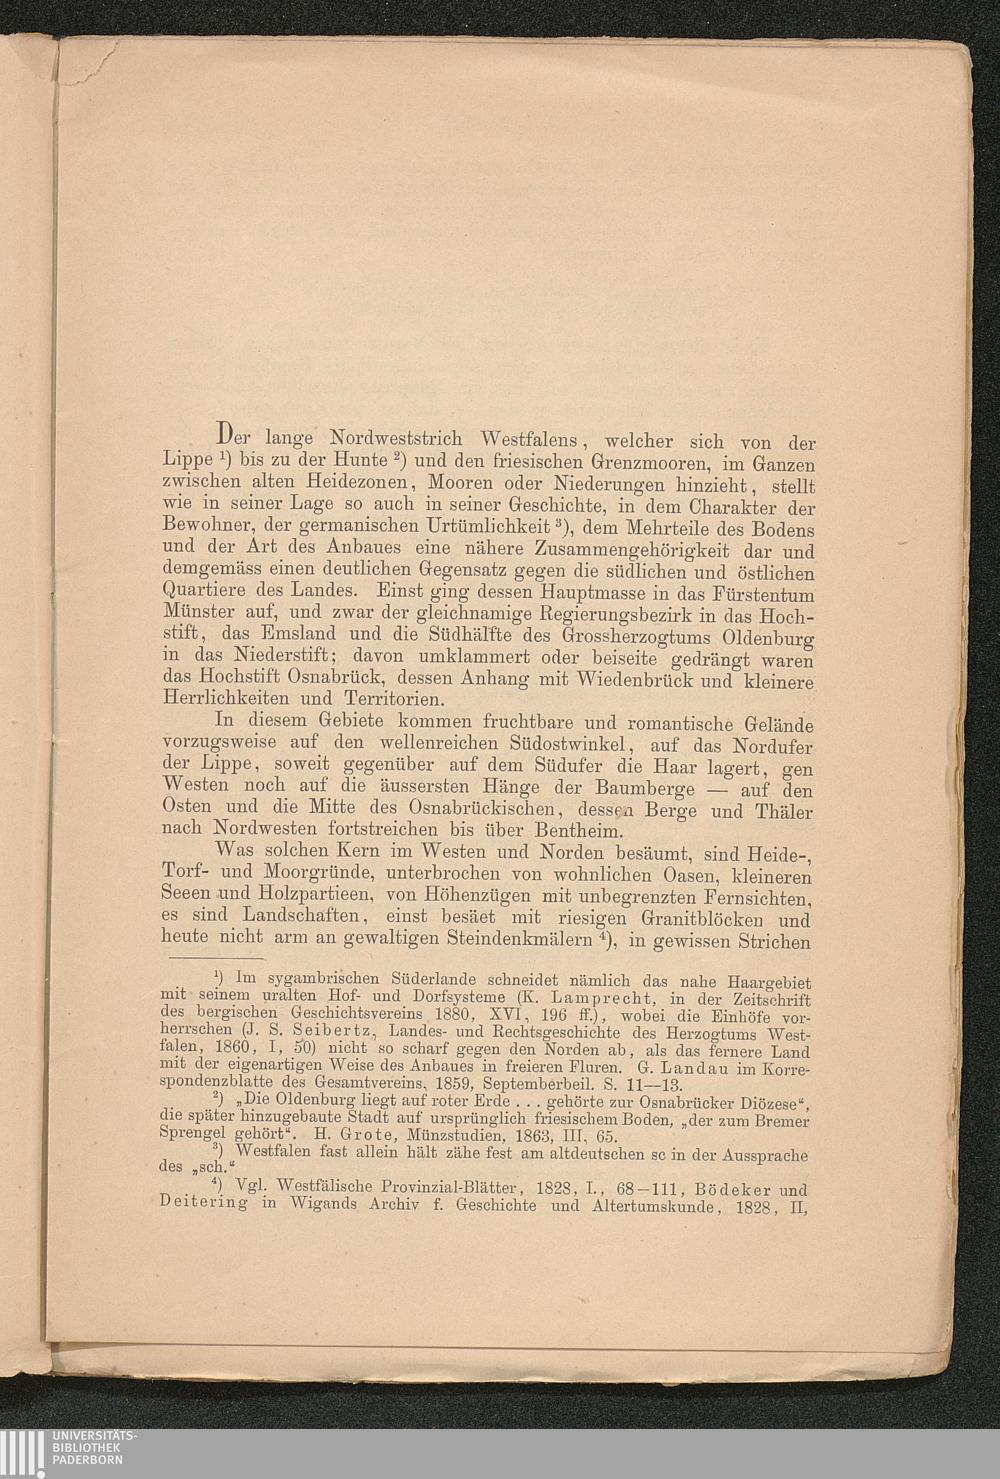 Der lange Nordweststrich Westfalens, welcher sich von der
Lippe ¹) bis zu der Hunte ²) und den friesischen Grenzmooren, im Ganzen
zwischen alten Heidezonen, Mooren oder Niederungen hinzieht, stellt
wie in seiner Lage so auch in seiner Geschichte, in dem Charakter der
Bewohner, der germanischen Urtümlichkeit ³), dem Mehrteile des Bodens
und der Art des Anbaues eine nähere Zusammengehörigkeit dar und
demgemäss einen deutlichen Gegensatz gegen die südlichen und östlichen
Quartiere des Landes. Einst ging dessen Hauptmasse in das Fürstentum
Münster auf, und zwar der gleichnamige Regierungsbezirk in das Hoch-
stift, das Emsland und die Südhälfte des Grossherzogtums Oldenburg
in das Niederstift; davon umklammert oder beiseite gedrängt waren
das Hochstift Osnabrück, dessen Anhang mit Wiedenbrück und kleinere
Herrlichkeiten und Territorien.
In diesem Gebiete kommen fruchtbare und romantische Gelände
vorzugsweise auf den wellenreichen Südostwinkel, auf das Nordufer
der Lippe, soweit gegenüber auf dem Südufer die Haar lagert, gen
Westen noch auf die äussersten Hänge der Baumberge — auf den
Osten und die Mitte des Osnabrückischen, dessen Berge und Thäler
nach Nordwesten fortstreichen bis über Bentheim.
Was solchen Kern im Westen und Norden besäumt, sind Heide-,
Torf- und Moorgründe, unterbrochen von wohnlichen Oasen, kleineren
Seeen und Holzpartieen, von Höhenzügen mit unbegrenzten Fernsichten,
es sind Landschaften, einst besäet mit riesigen Granitblöcken und
heute nicht arm an gewaltigen Steindenkmälern ⁴), in gewissen Strichen
¹) Im sygambrischen Süderlande schneidet nämlich das nahe Haargebiet
mit seinem uralten Hof- und Dorfsysteme (K. Lamprecht, in der Zeitschrift
des bergischen Geschichtsvereins 1880, XVI, 196 ff.), wobei die Einhöfe vor-
herrschen (J. S. Seibertz, Landes- und Rechtsgeschichte des Herzogtums West-
falen, 1860, I, 50) nicht so scharf gegen den Norden ab, als das fernere Land
mit der eigenartigen Weise des Anbaues in freieren Fluren. G. Landau im Korre-
spondenzblatte des Gesamtvereins, 1859, Septemberbeil. S. 11—13.
²) „Die Oldenburg liegt auf roter Erde . . . gehörte zur Osnabrücker Diözese“,
die später hinzugebaute Stadt auf ursprünglich friesischem Boden, „der zum Bremer
Sprengel gehört“. H. Grote, Münzstudien, 1863, III, 65.
³) Westfalen fast allein hält zähe fest am altdeutschen sc in der Aussprache
des „sch.“
⁴) Vgl. Westfälische Provinzial-Blätter, 1828, I., 68—111, Bödeker und
Deitering in Wigands Archiv f. Geschichte und Altertumskunde, 1828, II,
UNIVERSITÄTS-
BIBLIOTHEK
PADERBORN